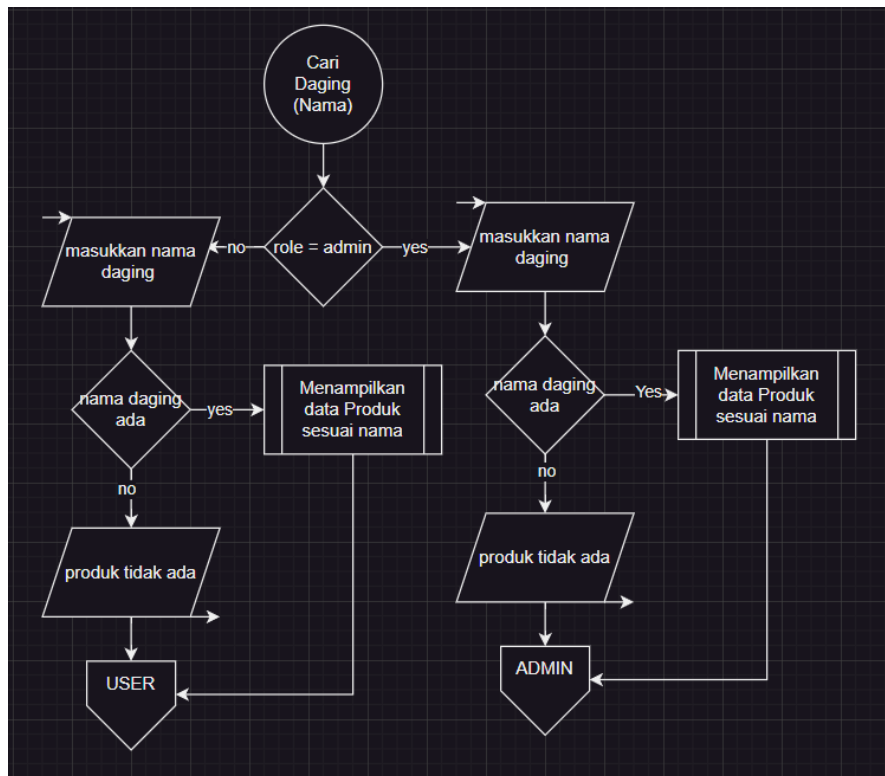 Cari
Daging
(Nama)
masukkan nama
daging
no
role = admin
yes
masukkan nama
daging
nama daging
ada
yes
Menampilkan
data Produk
sesuai nama
nama daging
ada
Yes
Menampilkan
data Produk
sesuai nama
no
no
produk tidak ada
produk tidak ada
USER
ADMIN